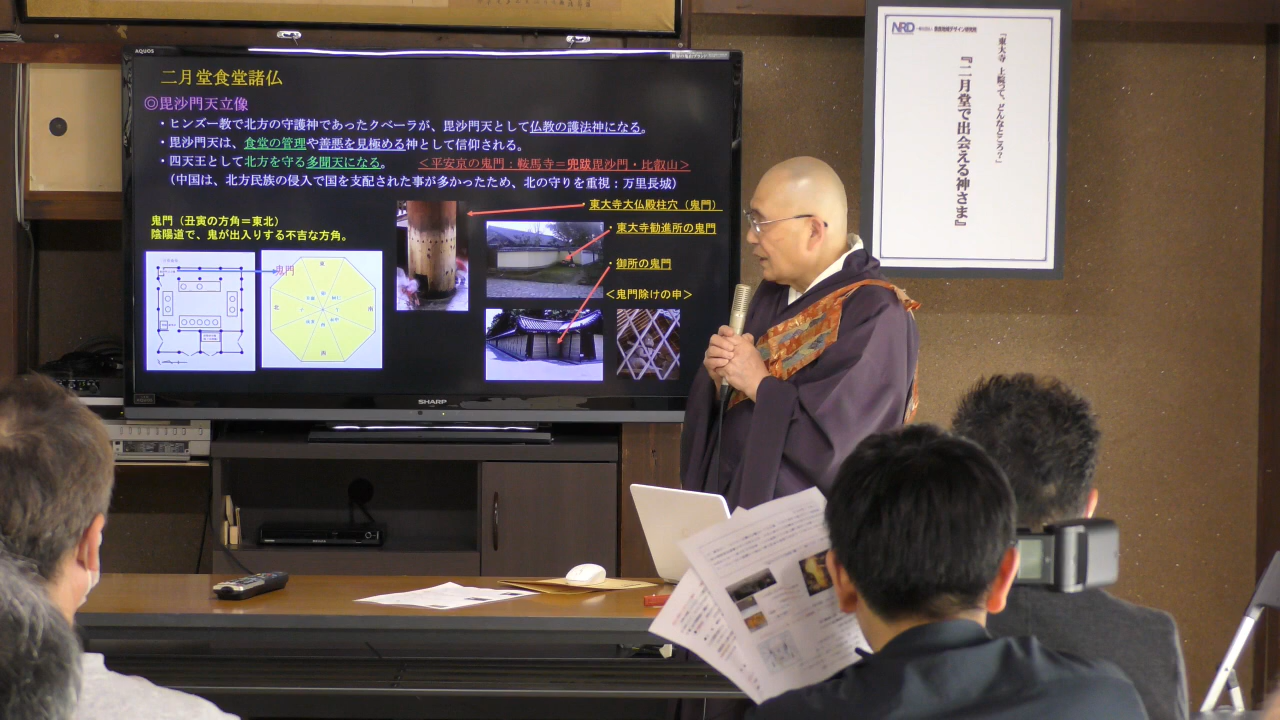 AQUOS
二月堂食堂諸仏
◎毘沙門天立像
・ヒンズー教で北方の守護神であったクベーラが、毘沙門天として仏教の護法神になる。
・毘沙門天は、食堂の管理や善悪を見極める神として信仰される。
・四天王として北方を守る多聞天になる。 <平安京の鬼門：鞍馬寺＝兜跋毘沙門・比叡山>
（中国は、北方民族の侵入で国を支配された事が多かったため、北の守りを重視：万里長城）
鬼門（丑寅の方角＝東北）
陰陽道で、鬼が出入りする不吉な方角。
鬼門
東
北
南
東大寺大仏殿柱穴（鬼門）
東大寺勧進所の鬼門
御所の鬼門
<鬼門除けの申>
SHARP
NRD
『東大寺 上院って、どんなところ？』
『二月堂で出会える神さま』